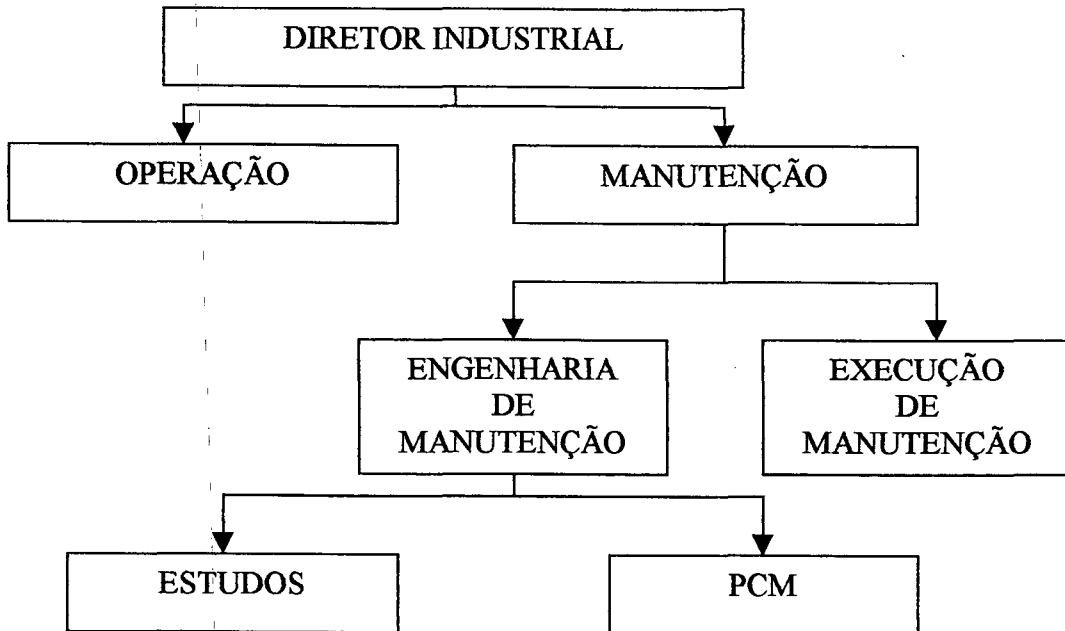 DIRETOR INDUSTRIAL
OPERAÇÃO
MANUTENÇÃO
ENGENHARIA
DE
MANUTENÇÃO
EXECUÇÃO
DE
MANUTENÇÃO
ESTUDOS
PCM